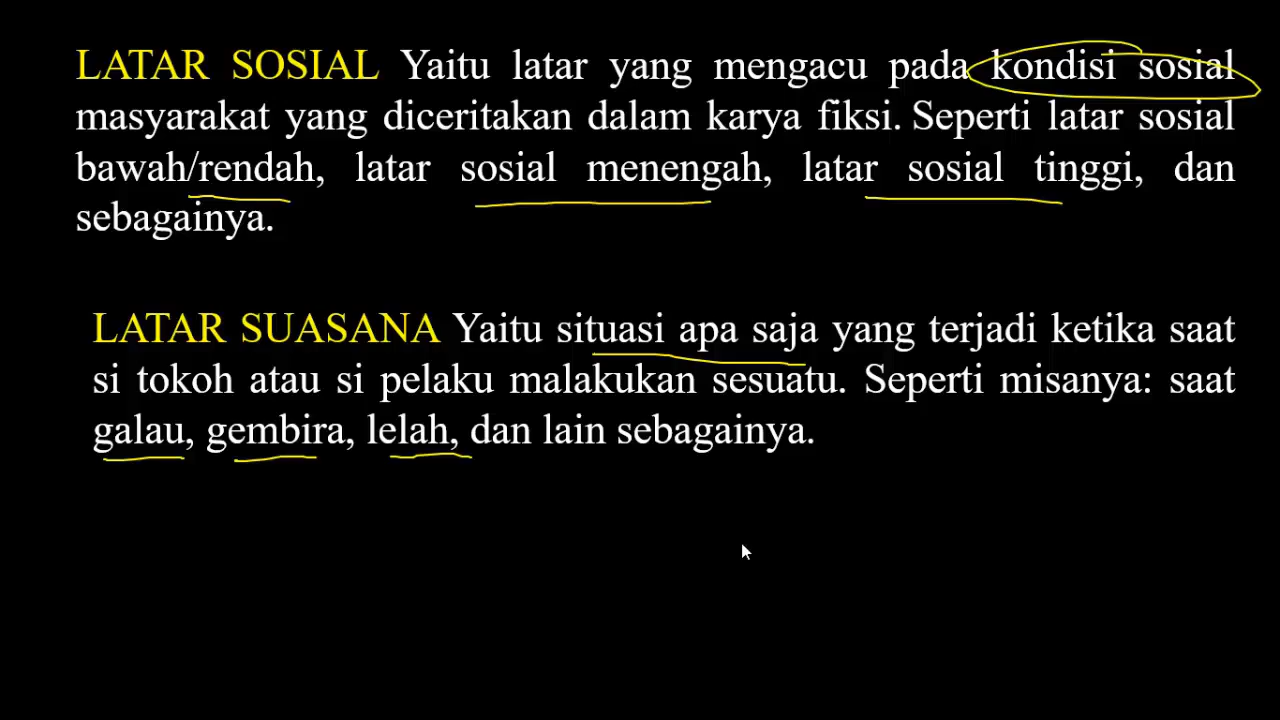 LATAR SOSIAL Yaitu latar yang mengacu pada kondisi sosial
masyarakat yang diceritakan dalam karya fiksi. Seperti latar sosial
bawah/rendah, latar sosial menengah, latar sosial tinggi, dan
sebagainya.
LATAR SUASANA Yaitu situasi apa saja yang terjadi ketika saat
si tokoh atau si pelaku malakukan sesuatu. Seperti misanya: saat
galau, gembira, lelah, dan lain sebagainya.